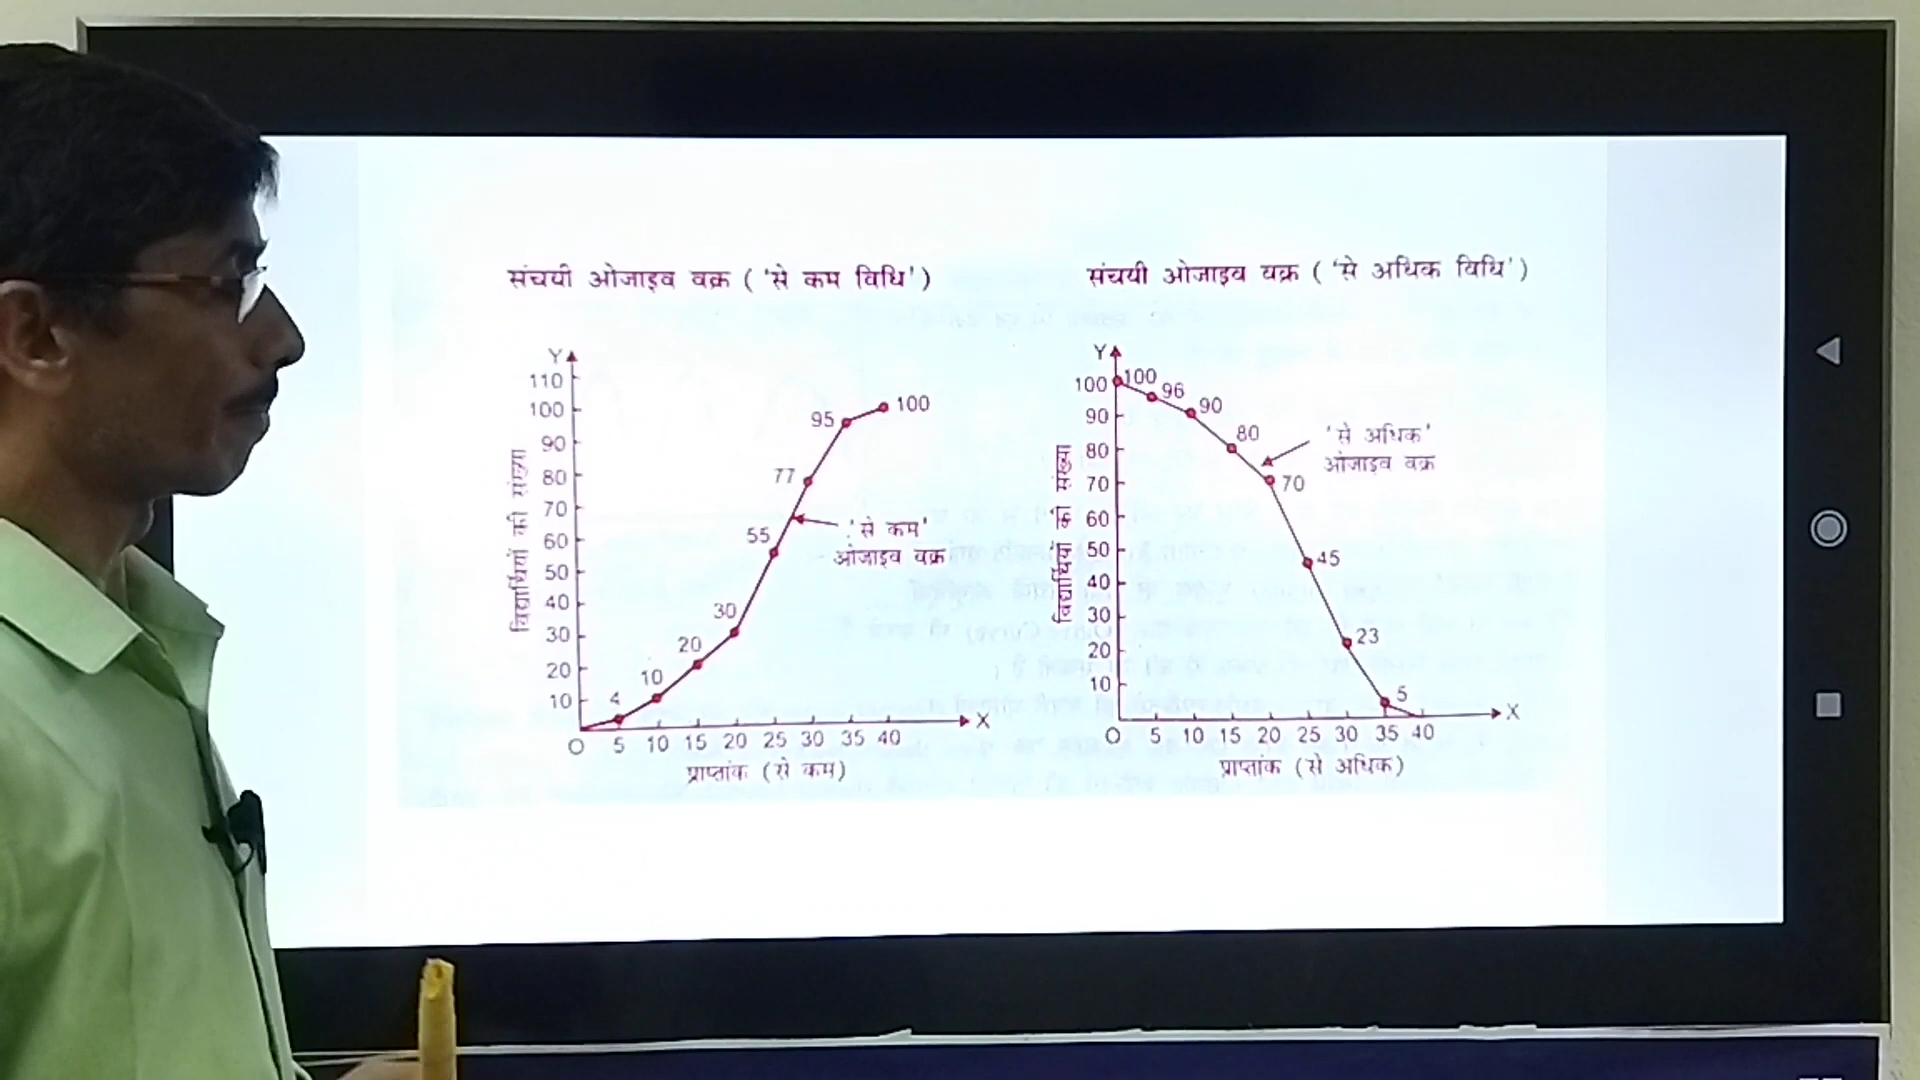 संचयी ओजाइव वक्र ( 'से कम विधि')
Y
110
100
90
80
70
60
50
40
30
20
10
विद्यार्थियों की संख्या
4
10
20
30
55
77
95
100
'से कम'
ओजाइव वक्र
O 5 10 15 20 25 30 35 40
X
प्राप्तांक (से कम)
संचयी ओजाइव वक्र ( 'से अधिक विधि')
Y
100
90
80
70
60
50
40
30
20
10
विद्यार्थियों की संख्या
100
96
90
80
70
45
23
5
'से अधिक'
ओजाइव वक्र
O 5 10 15 20 25 30 35 40
X
प्राप्तांक (से अधिक)